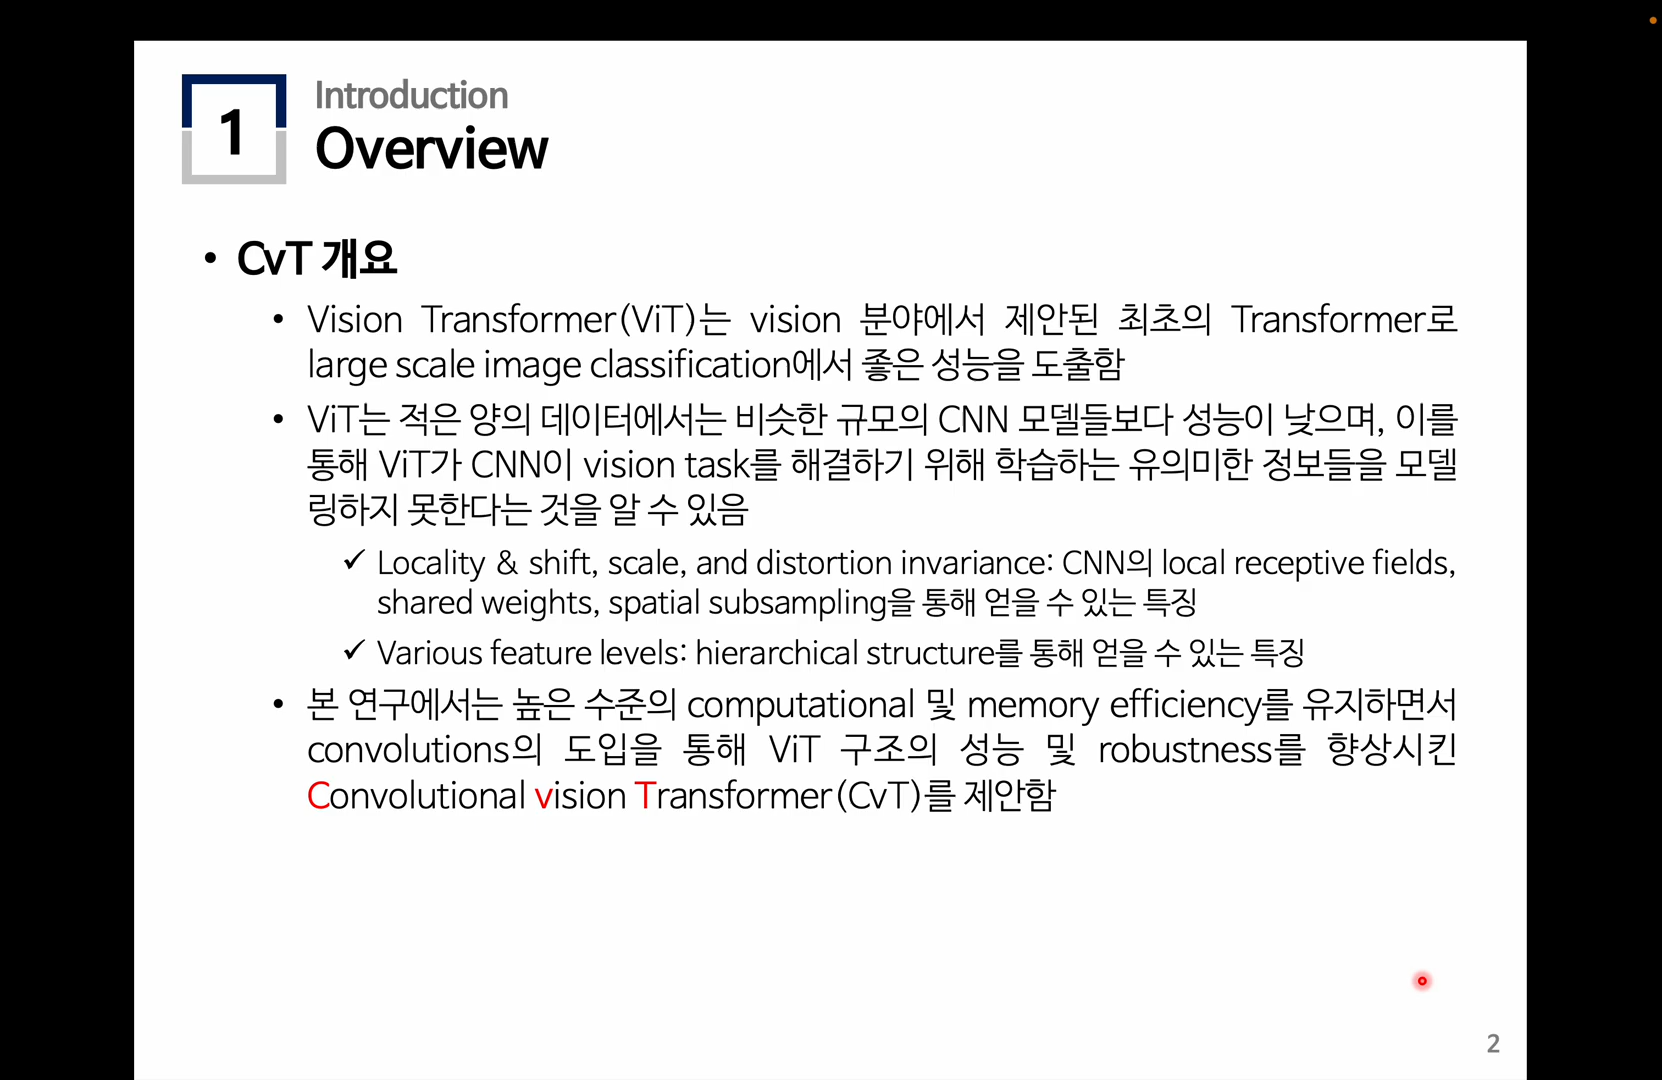 1
Introduction
Overview
• CvT 개요
• Vision Transformer(ViT)는 vision 분야에서 제안된 최초의 Transformer로
large scale image classification에서 좋은 성능을 도출함
• ViT는 적은 양의 데이터에서는 비슷한 규모의 CNN 모델들보다 성능이 낮으며, 이를
통해 ViT가 CNN이 vision task를 해결하기 위해 학습하는 유의미한 정보들을 모델
링하지 못한다는 것을 알 수 있음
✓ Locality & shift, scale, and distortion invariance: CNN의 local receptive fields,
shared weights, spatial subsampling을 통해 얻을 수 있는 특징
✓ Various feature levels: hierarchical structure를 통해 얻을 수 있는 특징
• 본 연구에서는 높은 수준의 computational 및 memory efficiency를 유지하면서
convolutions의 도입을 통해 ViT 구조의 성능 및 robustness를 향상시킨
Convolutional vision Transformer(CvT)를 제안함
2